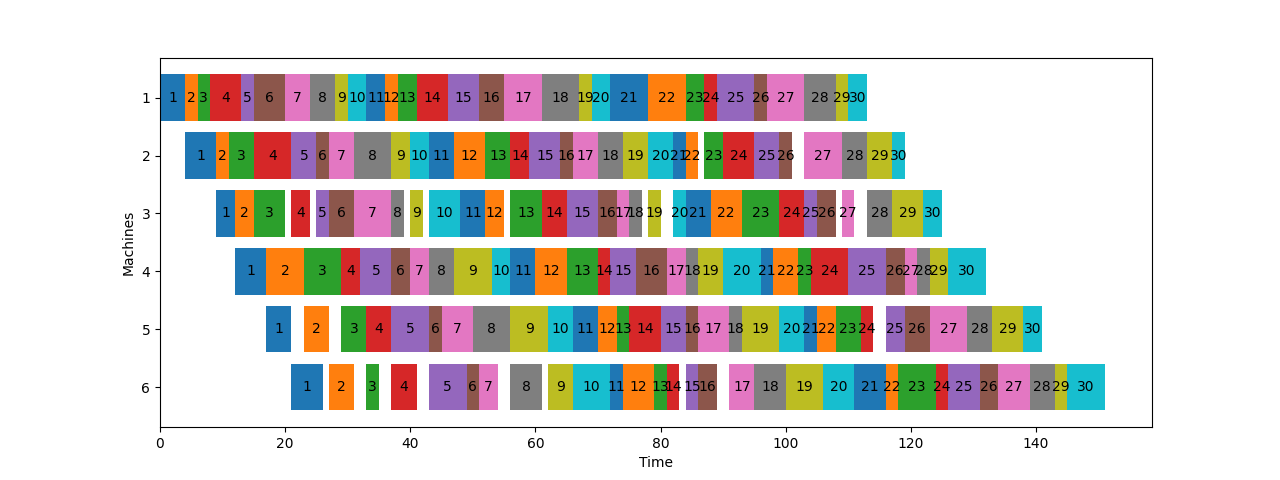 1 1 2 3 4 5 6 7 8 9 10 11 12 13 14 15 16 17 18 19 20 21 22 23 24 25 26 27 28 29 30
2 1 2 3 4 5 6 7 8 9 10 11 12 13 14 15 16 17 18 19 20 21 22 23 24 25 26 27 28 29 30
3 1 2 3 4 5 6 7 8 9 10 11 12 13 14 15 16 17 18 19 20 21 22 23 24 25 26 27 28 29 30
4 1 2 3 4 5 6 7 8 9 10 11 12 13 14 15 16 17 18 19 20 21 22 23 24 25 26 27 28 29 30
5 1 2 3 4 5 6 7 8 9 10 11 12 13 14 15 16 17 18 19 20 21 22 23 24 25 26 27 28 29 30
6 1 2 3 4 5 6 7 8 9 10 11 12 13 14 15 16 17 18 19 20 21 22 23 24 25 26 27 28 29 30
0 20 40 60 80 100 120 140
Time
Machines